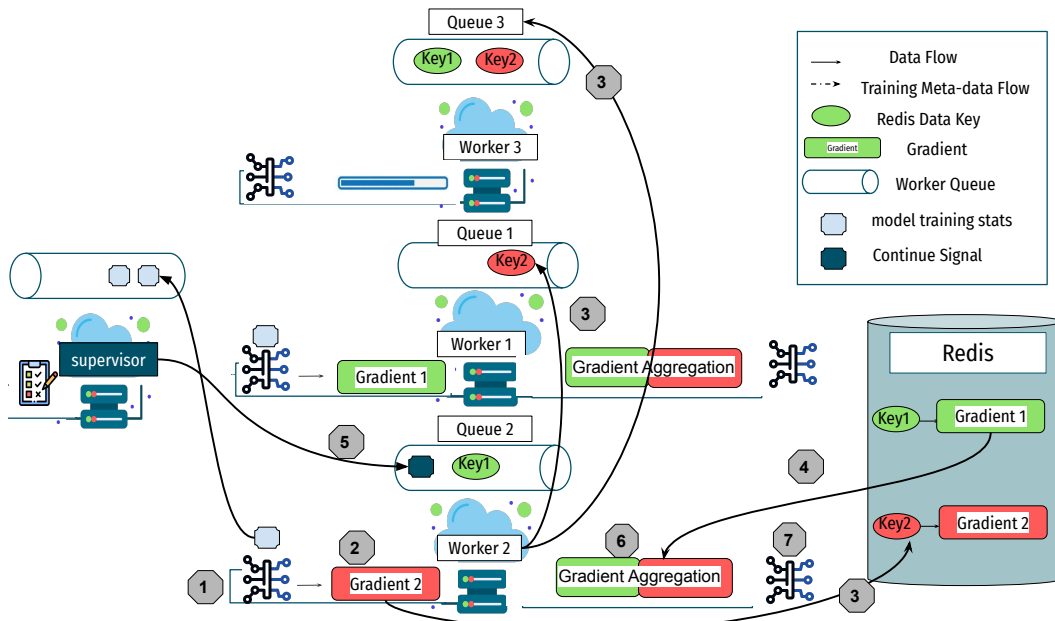 Queue 3
Key1
Key2
3
Worker 3
Queue 1
Key2
3
Worker 1
supervisor
Gradient 1
Gradient Aggregation
Queue 2
5
Key1
Worker 2
1
2
Gradient 2
6
Gradient Aggregation
7
4
3
Redis
Key1
Gradient 1
Key2
Gradient 2
Data Flow
Training Meta-data Flow
Redis Data Key
Gradient
Gradient
Worker Queue
model training stats
Continue Signal